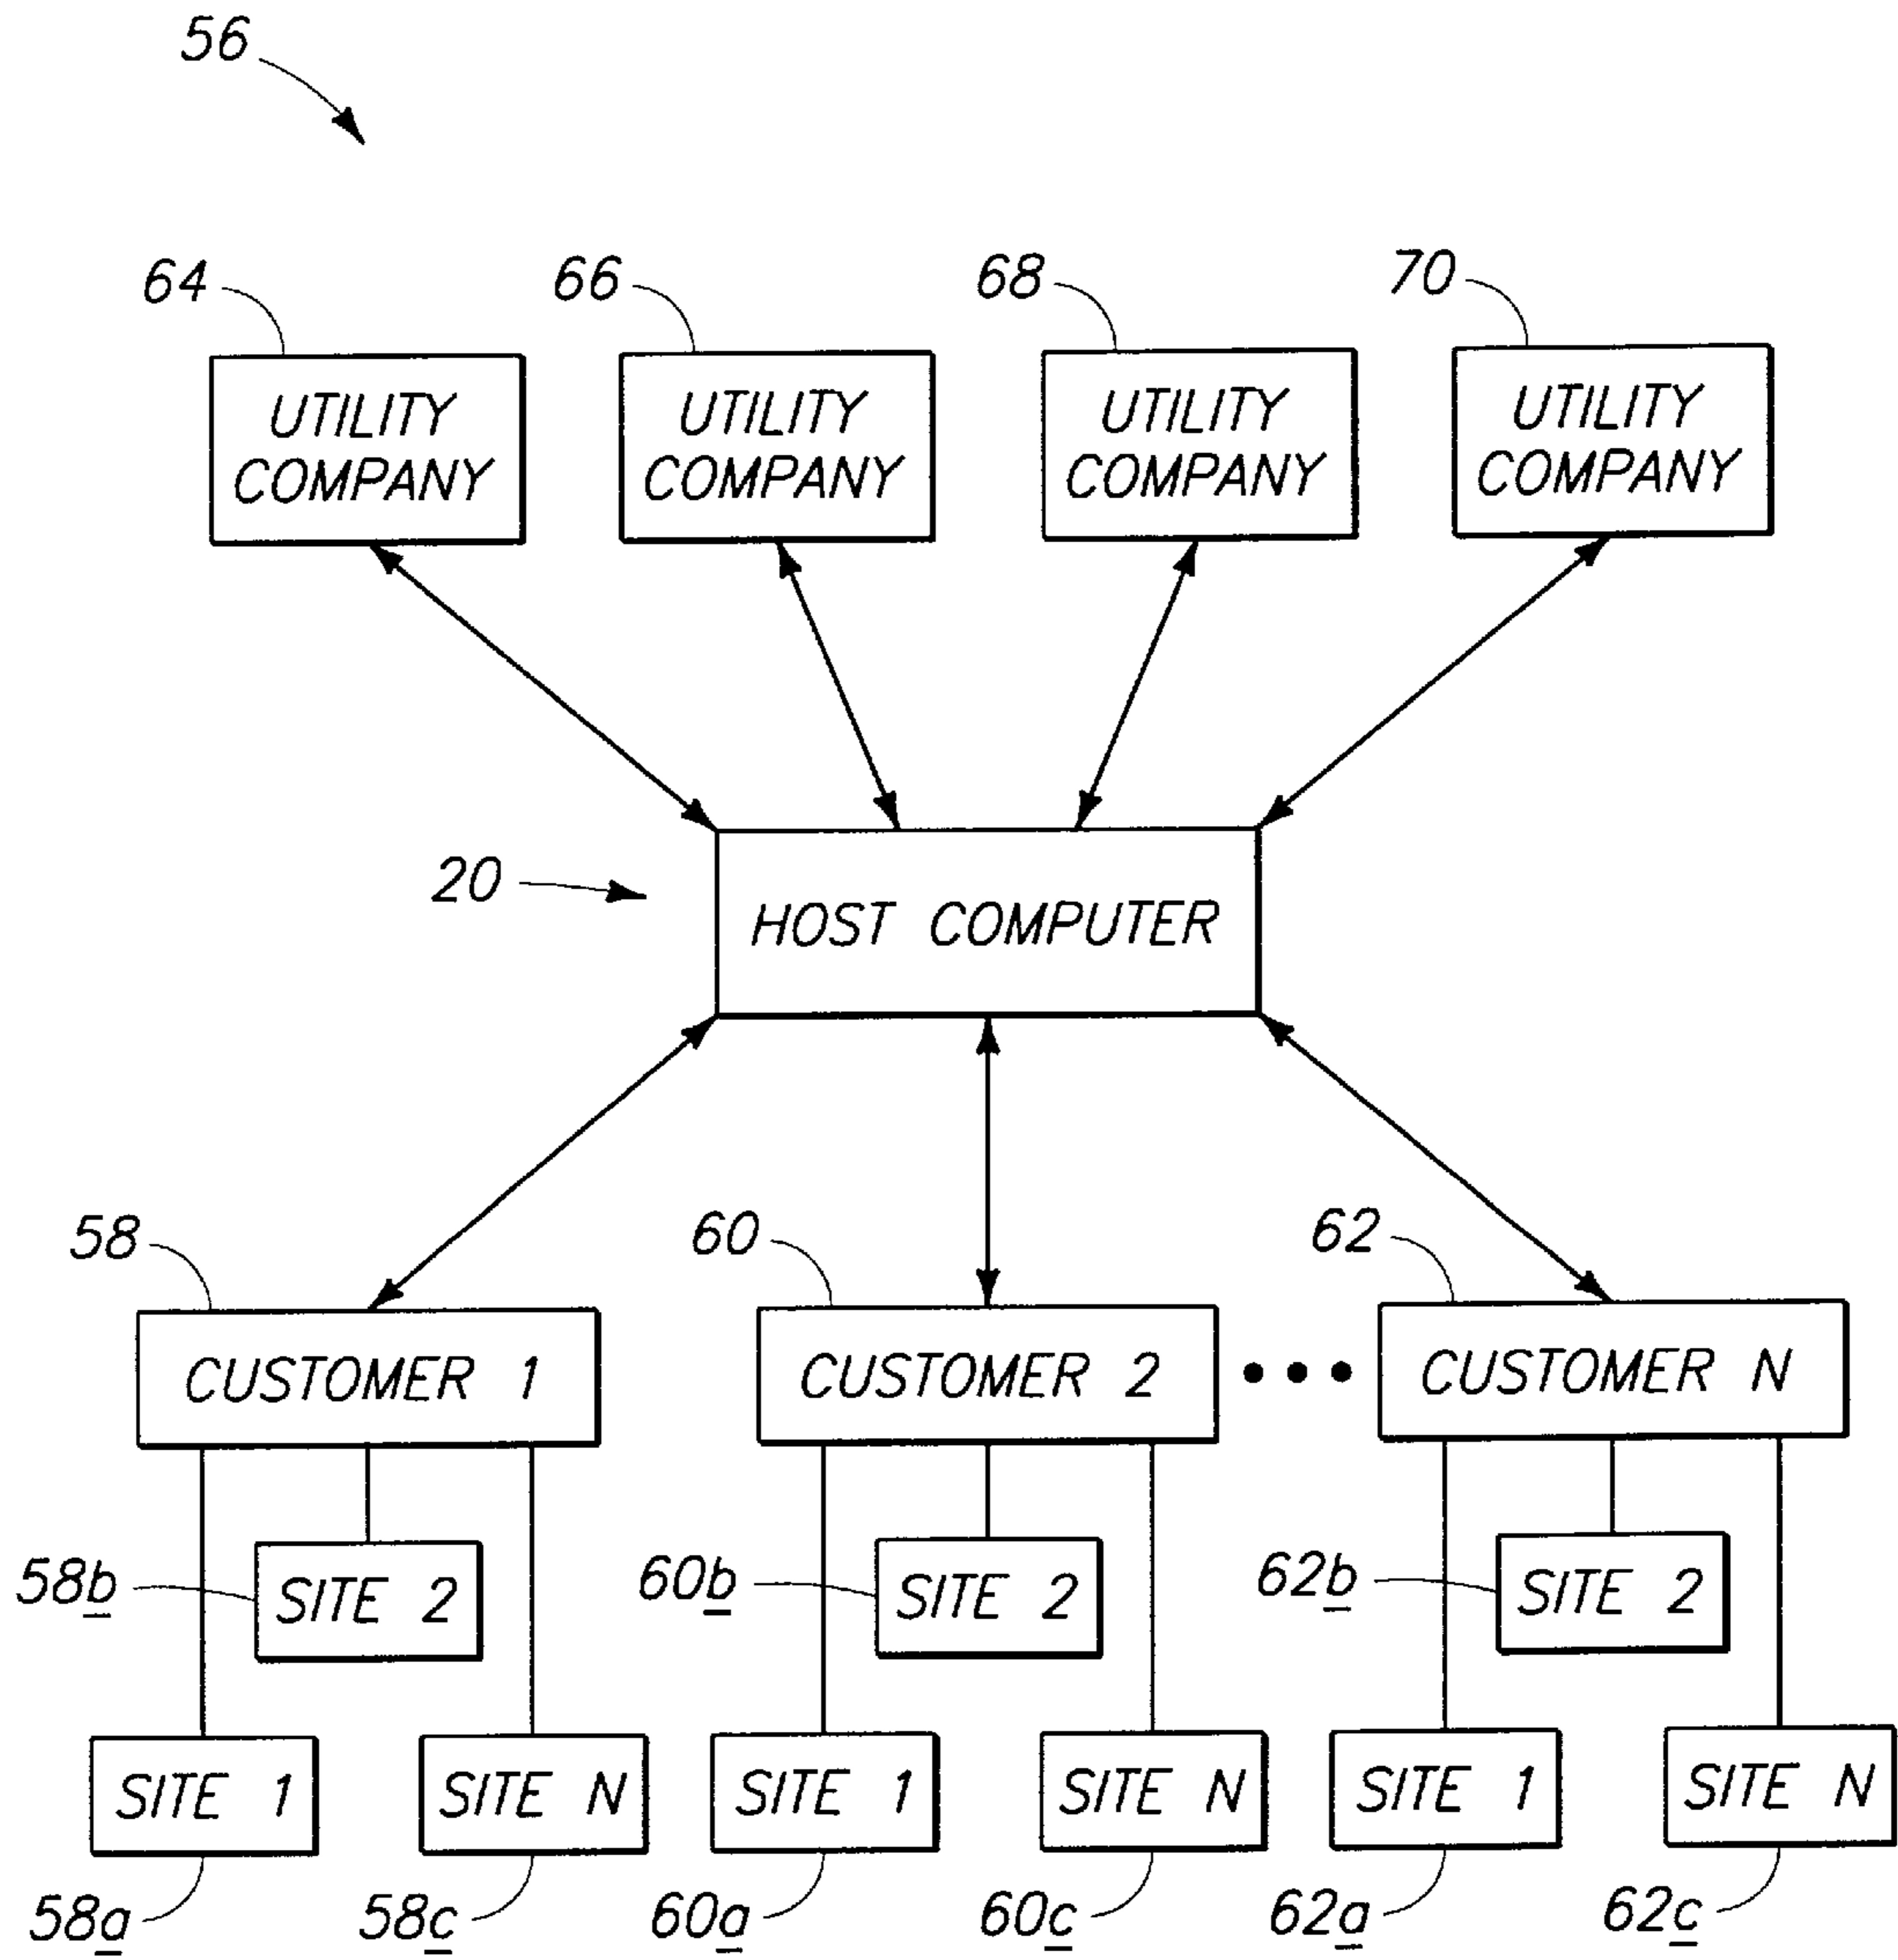 56
64
66
68
70
UTILITY
COMPANY
UTILITY
COMPANY
UTILITY
COMPANY
UTILITY
COMPANY
20
HOST COMPUTER
58
60
62
CUSTOMER 1
CUSTOMER 2
CUSTOMER N
58b
SITE 2
60b
SITE 2
62b
SITE 2
SITE 1
SITE N
SITE 1
SITE N
SITE 1
SITE N
58a
58c
60a
60c
62a
62c